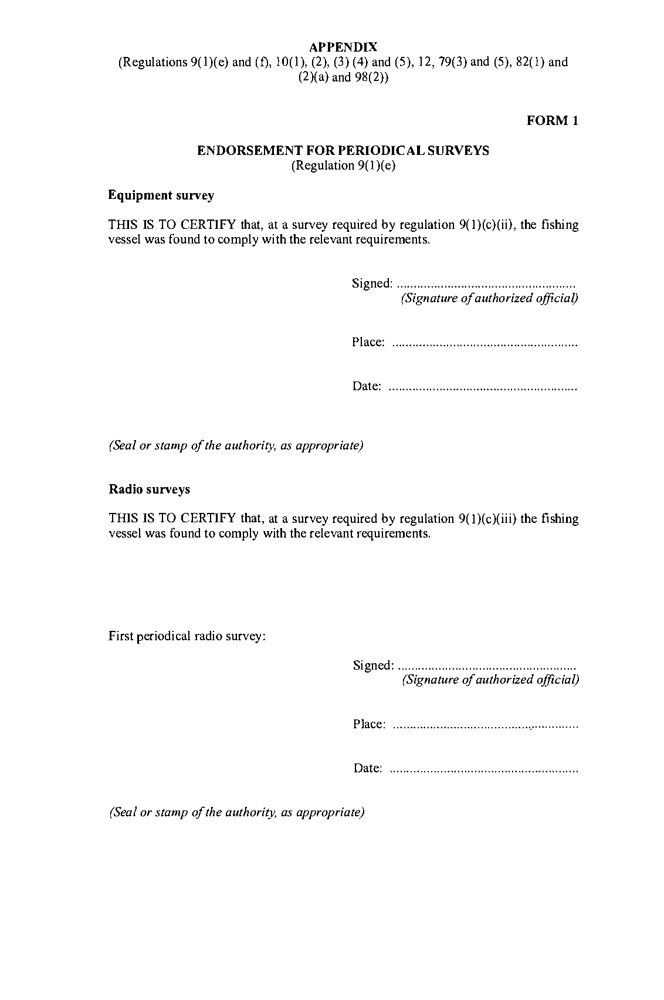 APPENDIX
(Regulations 9(1)(e) and (f), 10(1), (2), (3) (4) and (5), 12, 79(3) and (5), 82(1) and
(2)(a) and 98(2))
FORM 1
ENDORSEMENT FOR PERIODICAL SURVEYS
(Regulation 9(1)(e)
Equipment survey
THIS IS TO CERTIFY that, at a survey required by regulation 9(1)(c)(ii), the fishing
vessel was found to comply with the relevant requirements.
Signed: .....................................................
(Signature of authorized official)
Place: .......................................................
Date: ........................................................
(Seal or stamp of the authority, as appropriate)
Radio surveys
THIS IS TO CERTIFY that, at a survey required by regulation 9(1)(c)(iii) the fishing
vessel was found to comply with the relevant requirements.
First periodical radio survey:
Signed: .....................................................
(Signature of authorized official)
Place: .......................................................
Date: ........................................................
(Seal or stamp of the authority, as appropriate)